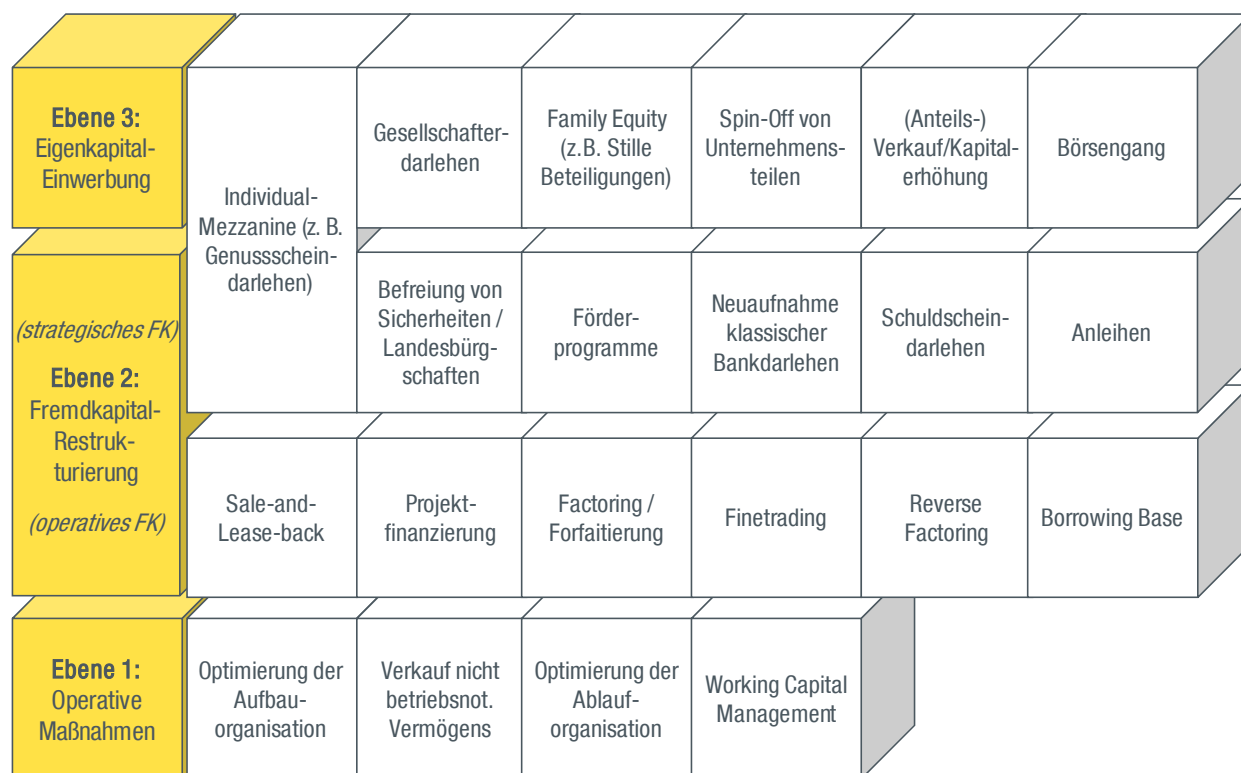 Ebene 3:
Eigenkapital-
Einwerbung
Individual-
Mezzanine (z. B.
Genussschein-
darlehen)
Gesellschafter-
darlehen
Family Equity
(z.B. Stille
Beteiligungen)
Spin-Off von
Unternehmens-
teilen
(Anteils-)
Verkauf/Kapital-
erhöhung
Börsengang
(strategisches FK)
Ebene 2:
Fremdkapital-
Restruk-
turierung
(operatives FK)
Befreiung von
Sicherheiten /
Landesbürg-
schaften
Förder-
programme
Neuaufnahme
klassischer
Bankdarlehen
Schuldschein-
darlehen
Anleihen
Sale-and-
Lease-back
Projekt-
finanzierung
Factoring /
Forfaitierung
Finetrading
Reverse
Factoring
Borrowing Base
Ebene 1:
Operative
Maßnahmen
Optimierung der
Aufbau-
organisation
Verkauf nicht
betriebsnot.
Vermögens
Optimierung der
Ablauf-
organisation
Working Capital
Management